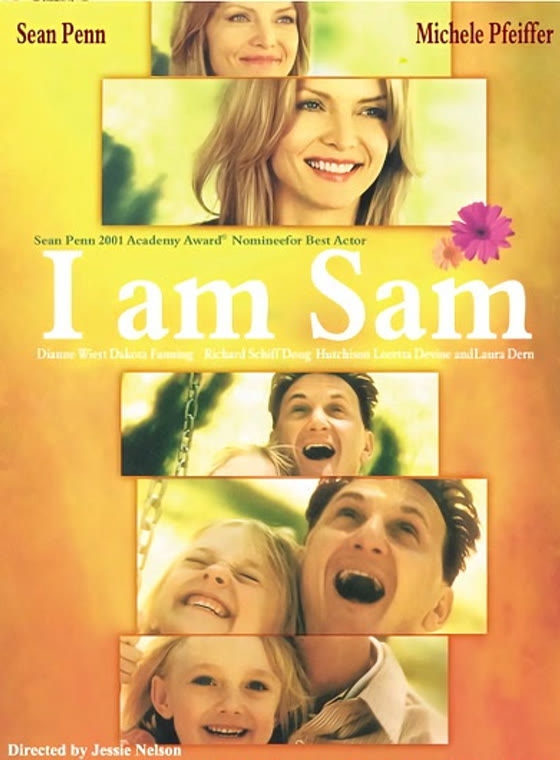 Sean Penn
Michele Pfeiffer
Sean Penn 2001 Academy Award® Nomineefor Best Actor
I am Sam
Dianne Wiest Dakota Fanning Richard Schiff Doug Hutchison Loretta Devine andLaura Dern
Directed by Jessie Nelson